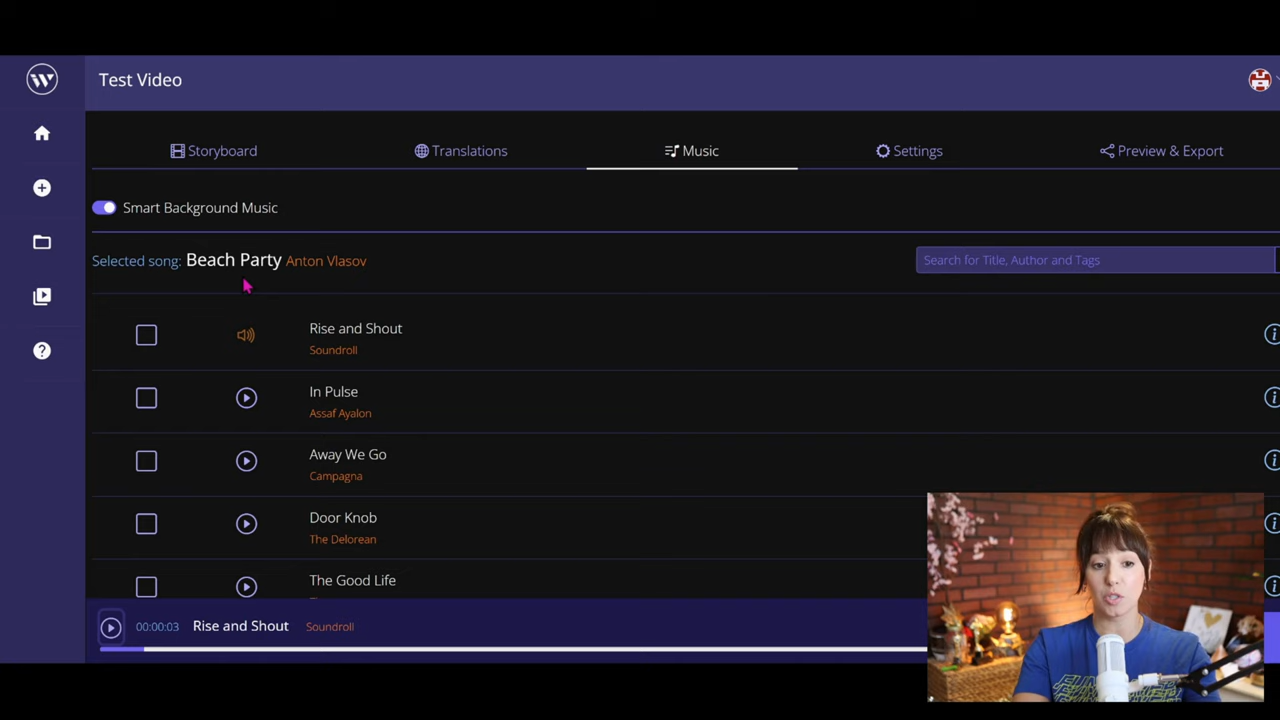 Test Video
Storyboard
Translations
Music
Settings
Preview & Export
Smart Background Music
Selected song: Beach Party Anton Vlasov
Search for Title, Author and Tags
Rise and Shout
Soundroll
In Pulse
Assaf Ayalon
Away We Go
Campagna
Door Knob
The Delorean
The Good Life
00:00:03 Rise and Shout Soundroll